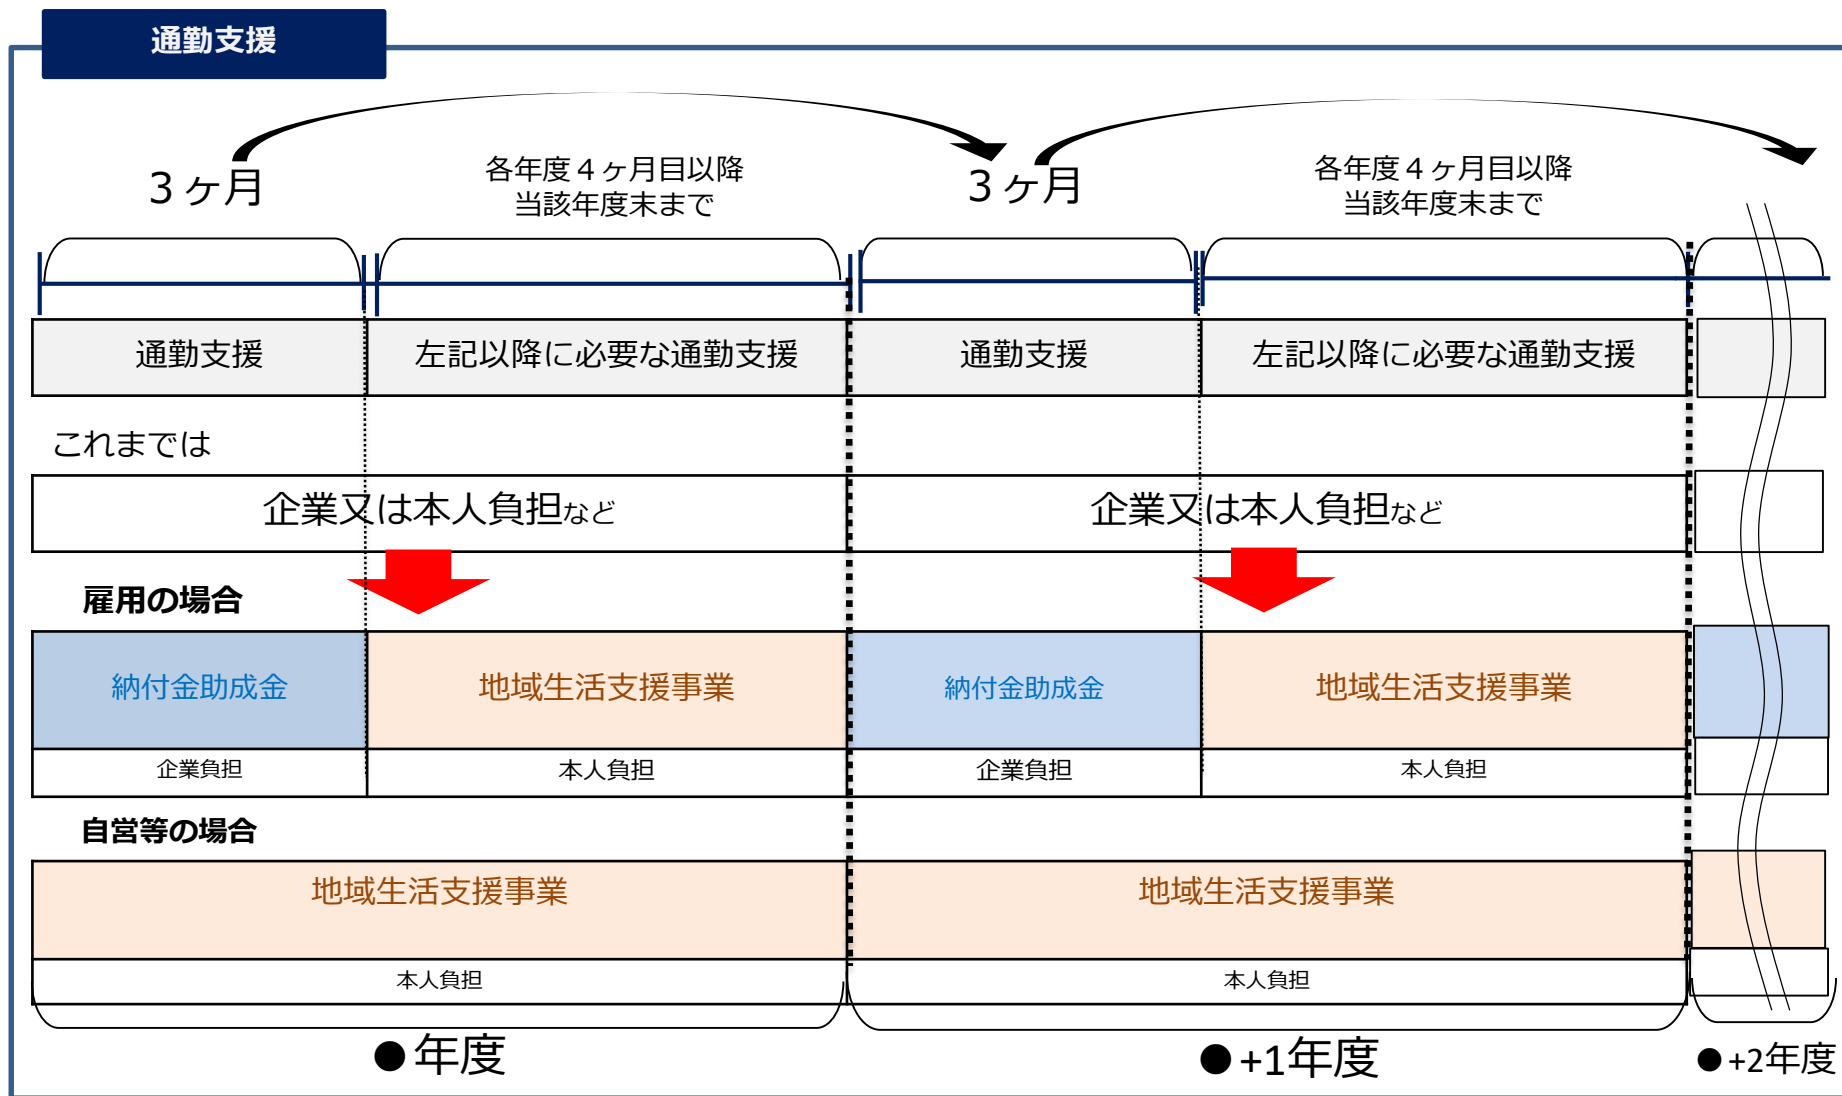 通勤支援
３ヶ月
各年度４ヶ月目以降
当該年度末まで
３ヶ月
各年度４ヶ月目以降
当該年度末まで
通勤支援
左記以降に必要な通勤支援
通勤支援
左記以降に必要な通勤支援
これまでは
企業又は本人負担など
企業又は本人負担など
雇用の場合
納付金助成金
地域生活支援事業
納付金助成金
地域生活支援事業
企業負担
本人負担
企業負担
本人負担
自営等の場合
地域生活支援事業
地域生活支援事業
本人負担
本人負担
●年度
●+1年度
●+2年度